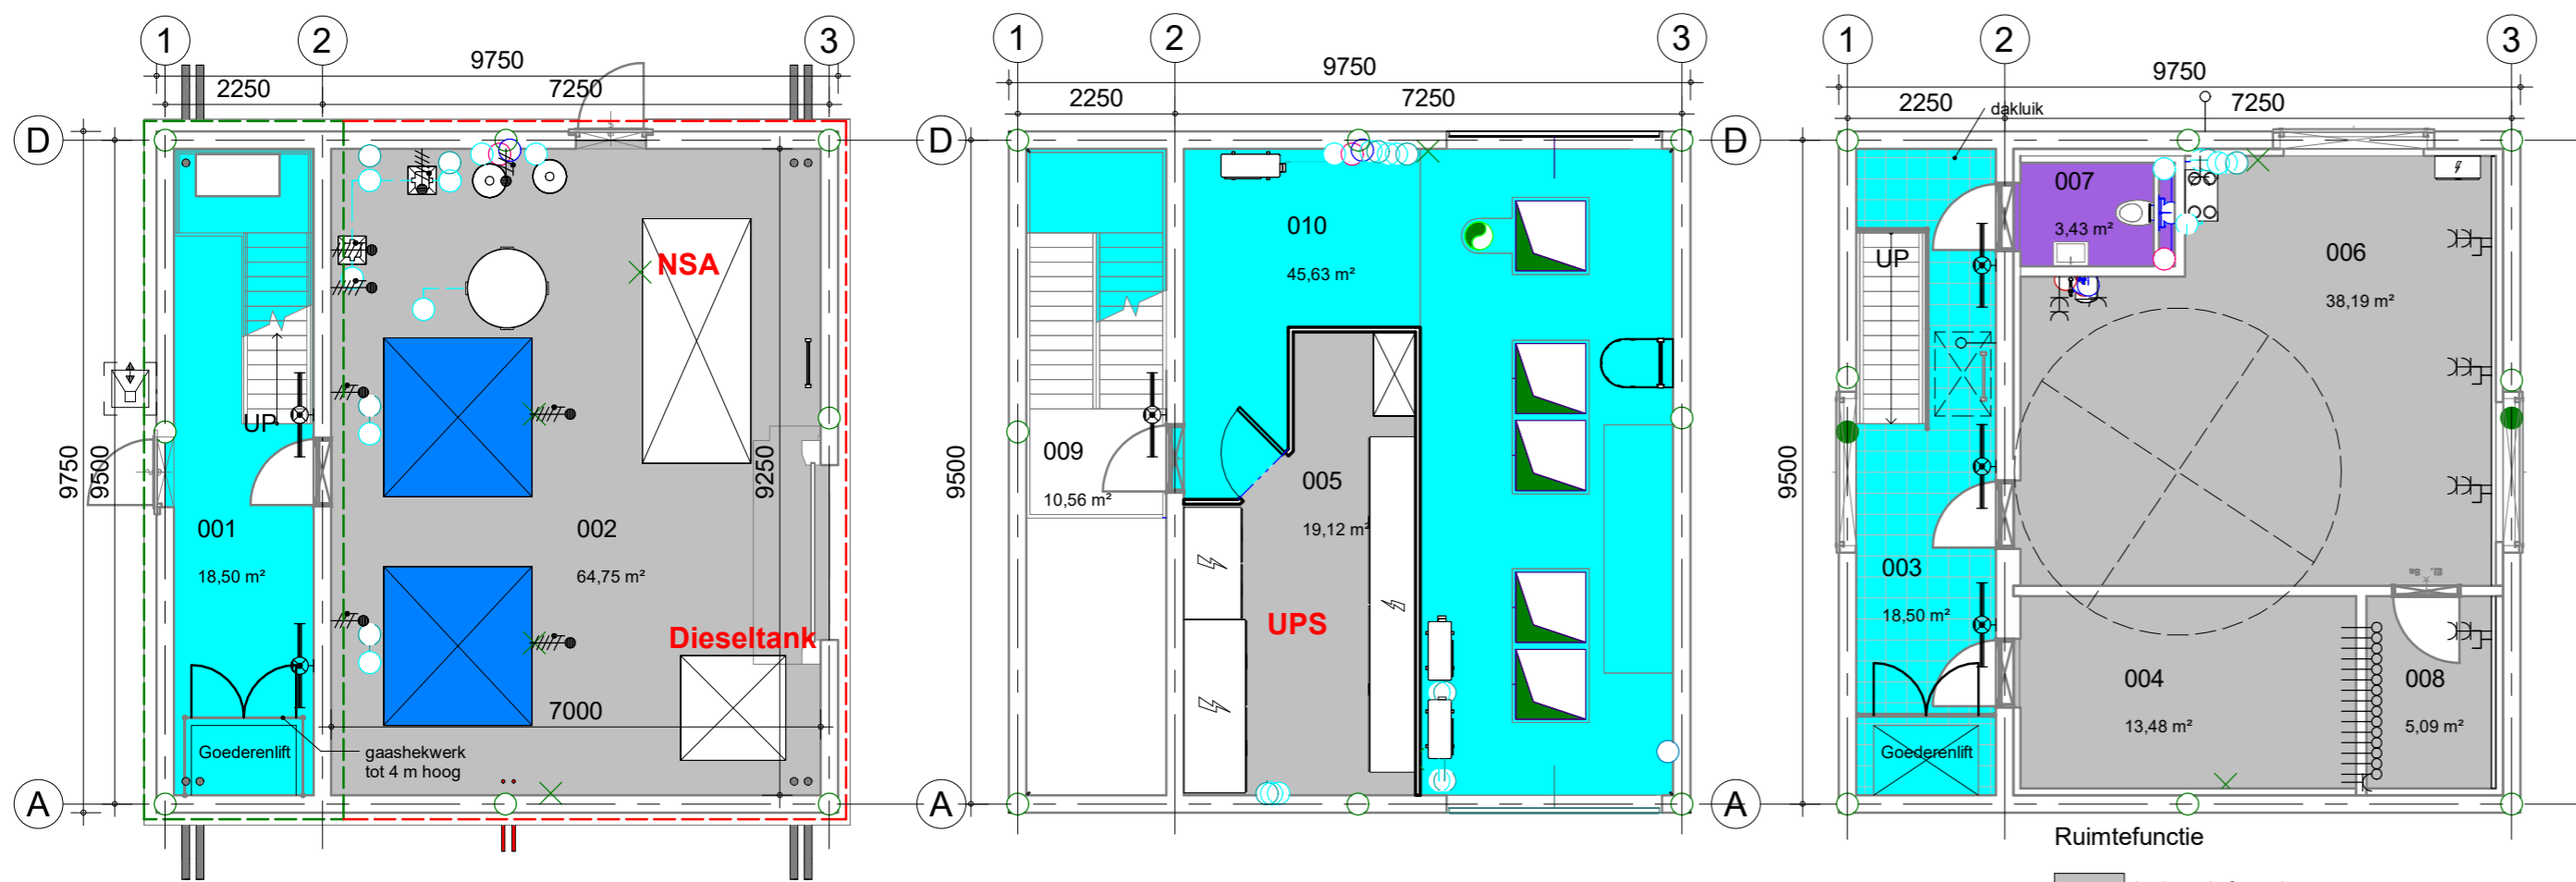 1
2
3
9750
2250
7250
D
NSA
UP
9750
9500
9250
001
18,50 m²
002
64,75 m²
Dieseltank
7000
Goederenlift
gaashekwerk
tot 4 m hoog
A
1
2
3
9750
2250
7250
D
010
45,63 m²
9500
009
10,56 m²
005
19,12 m²
UPS
A
1
2
3
9750
2250
7250
dakluik
D
007
3,43 m²
006
38,19 m²
UP
9500
003
18,50 m²
004
13,48 m²
008
5,09 m²
Goederenlift
A
Ruimtefunctie